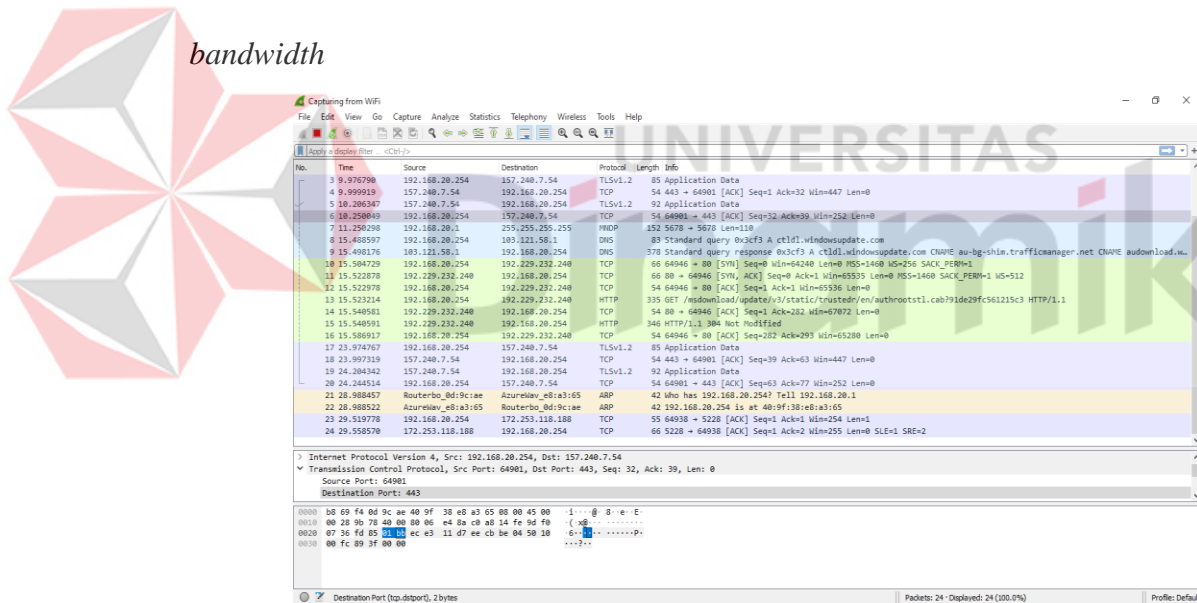 bandwidth
UNIVERSITAS
Dinamik
Capturing from WiFi
File Edit View Go Capture Analyze Statistics Telephony Wireless Tools Help
Apply a display filter ... <Ctrl-/>
No. Time Source Destination Protocol Length Info
3 9.976790 192.168.20.254 157.240.7.54 TLSv1.2 85 Application Data
4 9.999919 157.240.7.54 192.168.20.254 TCP 54 443 → 64901 [ACK] Seq=1 Ack=32 Win=447 Len=0
5 10.206347 157.240.7.54 192.168.20.254 TLSv1.2 92 Application Data
6 10.250049 192.168.20.254 157.240.7.54 TCP 54 64901 → 443 [ACK] Seq=32 Ack=39 Win=252 Len=0
7 11.250298 192.168.20.1 255.255.255.255 MNDP 152 5678 → 5678 Len=110
8 15.488597 192.168.20.254 103.121.58.1 DNS 83 Standard query 0x3cf3 A ctldl.windowsupdate.com
9 15.498176 103.121.58.1 192.168.20.254 DNS 378 Standard query response 0x3cf3 A ctldl.windowsupdate.com CNAME au-bg-shim.trafficmanager.net CNAME audownload.w...
10 15.504729 192.168.20.254 192.229.232.240 TCP 66 64946 → 80 [SYN] Seq=0 Win=64240 Len=0 MSS=1460 WS=256 SACK_PERM=1
11 15.522878 192.229.232.240 192.168.20.254 TCP 66 80 → 64946 [SYN, ACK] Seq=0 Ack=1 Win=65535 Len=0 MSS=1460 SACK_PERM=1 WS=512
12 15.522978 192.168.20.254 192.229.232.240 TCP 54 64946 → 80 [ACK] Seq=1 Ack=1 Win=65536 Len=0
13 15.523214 192.168.20.254 192.229.232.240 HTTP 335 GET /msdownload/update/v3/static/trustedr/en/authrootstl.cab?91de29fc561215c3 HTTP/1.1
14 15.540581 192.229.232.240 192.168.20.254 TCP 54 80 → 64946 [ACK] Seq=1 Ack=282 Win=67072 Len=0
15 15.540591 192.229.232.240 192.168.20.254 HTTP 346 HTTP/1.1 304 Not Modified
16 15.586917 192.168.20.254 192.229.232.240 TCP 54 64946 → 80 [ACK] Seq=282 Ack=293 Win=65280 Len=0
17 23.974767 192.168.20.254 157.240.7.54 TLSv1.2 85 Application Data
18 23.997319 157.240.7.54 192.168.20.254 TCP 54 443 → 64901 [ACK] Seq=39 Ack=63 Win=447 Len=0
19 24.204342 157.240.7.54 192.168.20.254 TLSv1.2 92 Application Data
20 24.244514 192.168.20.254 157.240.7.54 TCP 54 64901 → 443 [ACK] Seq=63 Ack=77 Win=252 Len=0
21 28.988457 Routerbo_0d:9c:ae AzureWav_e8:a3:65 ARP 42 Who has 192.168.20.254? Tell 192.168.20.1
22 28.988522 AzureWav_e8:a3:65 Routerbo_0d:9c:ae ARP 42 192.168.20.254 is at 40:9f:38:e8:a3:65
23 29.519778 192.168.20.254 172.253.118.188 TCP 55 64938 → 5228 [ACK] Seq=1 Ack=1 Win=254 Len=1
24 29.558570 172.253.118.188 192.168.20.254 TCP 66 5228 → 64938 [ACK] Seq=1 Ack=2 Win=255 Len=0 SLE=1 SRE=2
Internet Protocol Version 4, Src: 192.168.20.254, Dst: 157.240.7.54
Transmission Control Protocol, Src Port: 64901, Dst Port: 443, Seq: 32, Ack: 39, Len: 0
Source Port: 64901
Destination Port: 443
0000 b8 69 f4 0d 9c ae 40 9f 38 e8 a3 65 08 00 45 00 ·i····@· 8··e··E·
0010 00 28 9b 78 40 00 80 06 e4 8a c0 a8 14 fe 9d f0 ·(·x@··· ········
0020 07 36 fd 85 01 bb ec e3 11 d7 ee cb be 04 50 10 ·6······ ······P·
0030 00 fc 89 3f 00 00 ···?··
Destination Port (tcp.dstport), 2 bytes
Packets: 24 · Displayed: 24 (100.0%)
Profile: Defaul